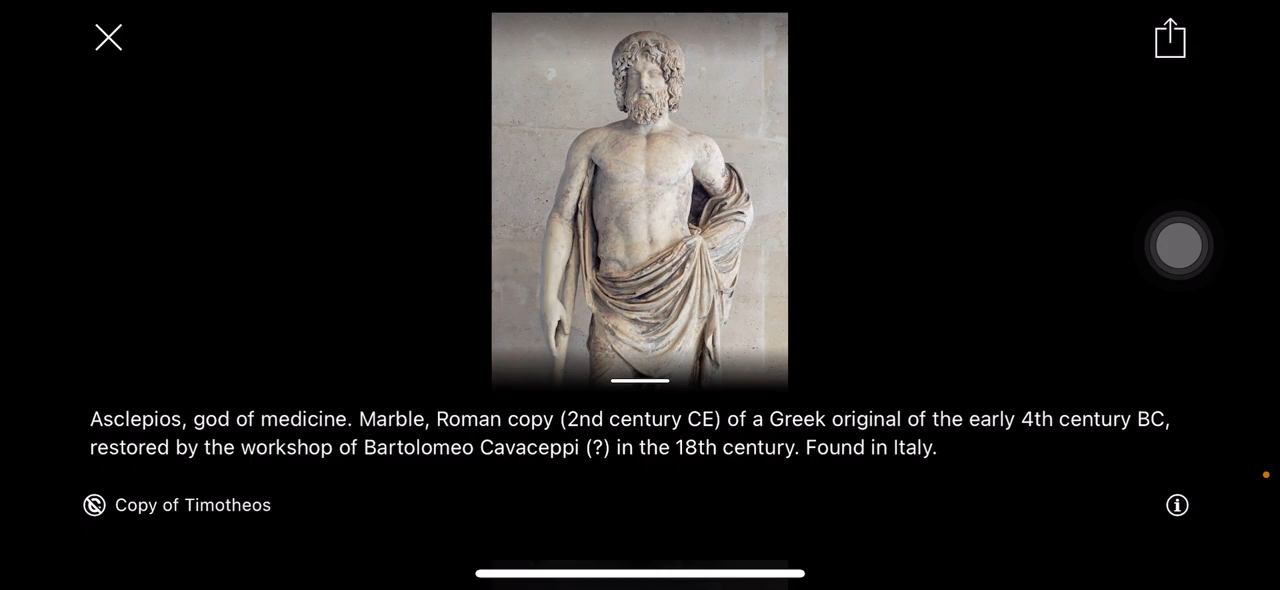 Asclepios, god of medicine. Marble, Roman copy (2nd century CE) of a Greek original of the early 4th century BC,
restored by the workshop of Bartolomeo Cavaceppi (?) in the 18th century. Found in Italy.
Copy of Timotheos